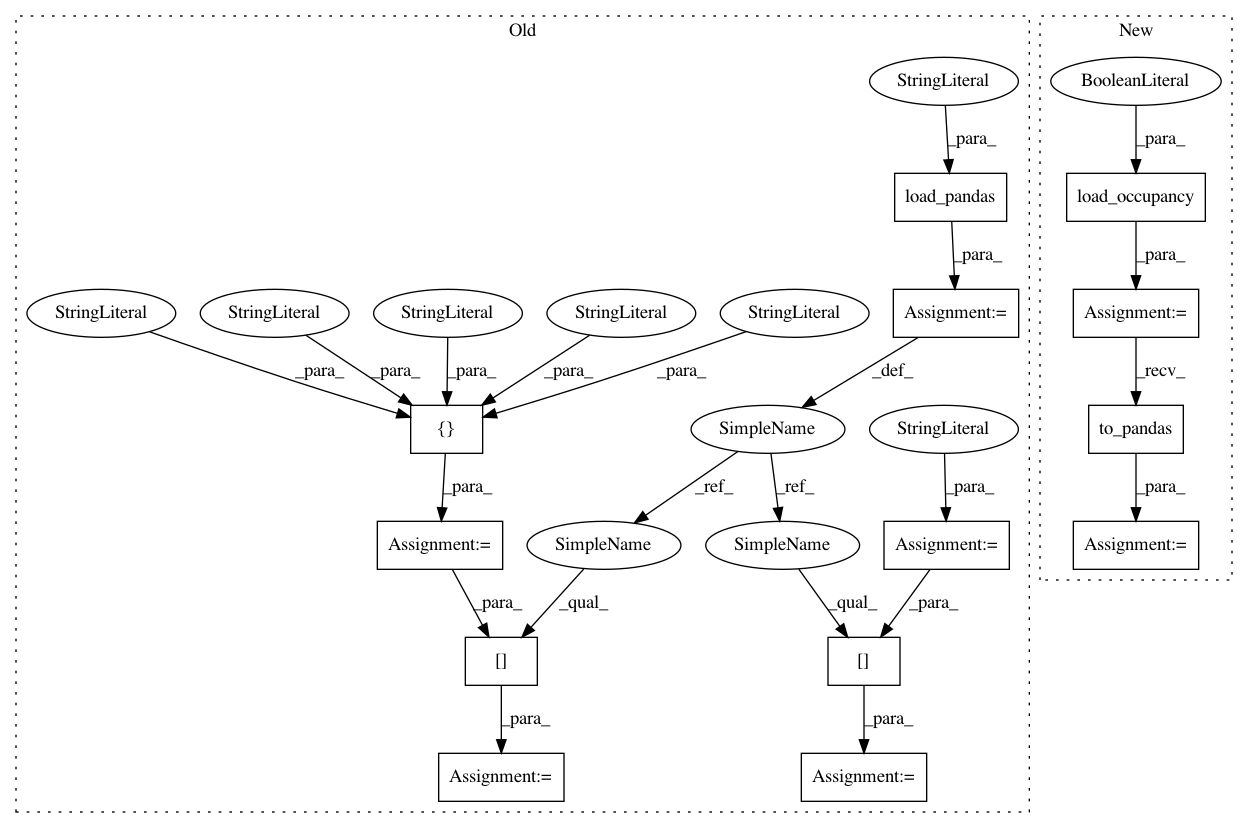 Old
New
StringLiteral
BooleanLiteral
_para_
_para_
load_pandas
load_occupancy
_para_
_para_
StringLiteral
StringLiteral
StringLiteral
StringLiteral
StringLiteral
Assignment:=
Assignment:=
_para_
_para_
_para_
_para_
_para_
_def_
_recv_
{}
SimpleName
StringLiteral
to_pandas
_para_
_ref_
_ref_
_para_
_para_
Assignment:=
SimpleName
SimpleName
Assignment:=
Assignment:=
_para_
_qual_
_qual_
_para_
[]
[]
_para_
_para_
Assignment:=
Assignment:=